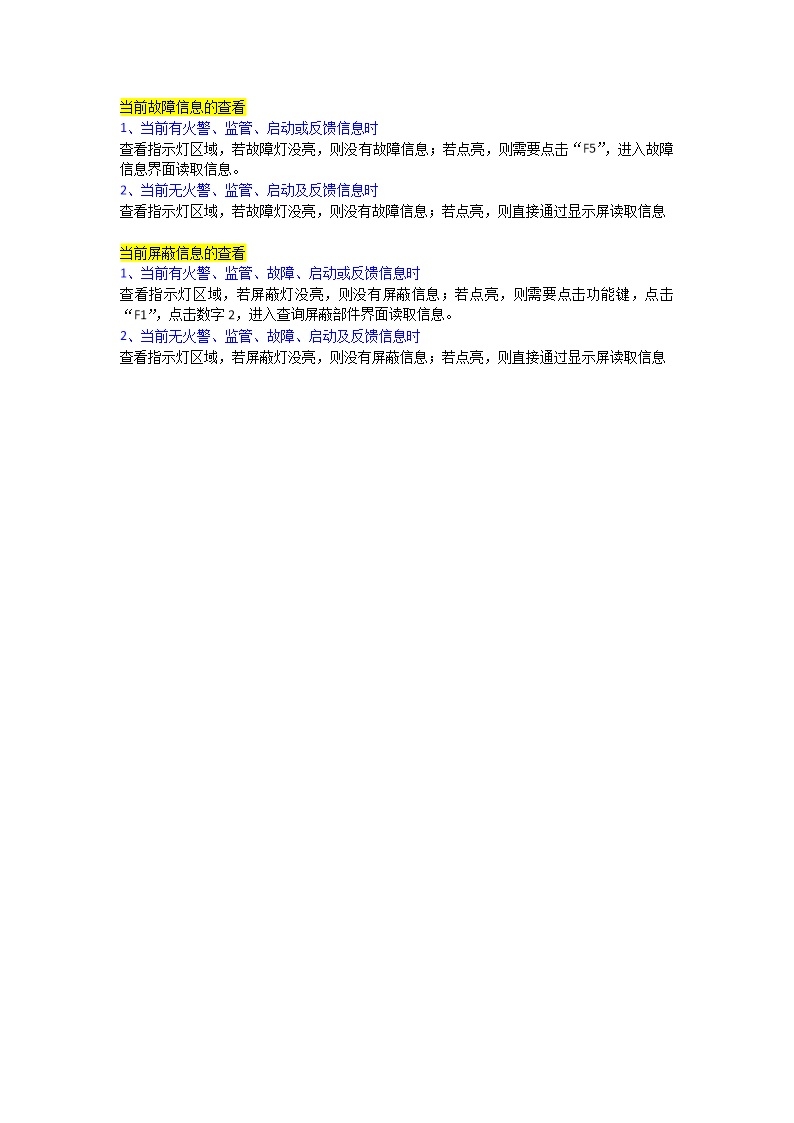 当前故障信息的查看
1、当前有火警、监管、启动或反馈信息时
查看指示灯区域，若故障灯没亮，则没有故障信息；若点亮，则需要点击“F5”，进入故障
信息界面读取信息。
2、当前无火警、监管、启动及反馈信息时
查看指示灯区域，若故障灯没亮，则没有故障信息；若点亮，则直接通过显示屏读取信息
当前屏蔽信息的查看
1、当前有火警、监管、故障、启动或反馈信息时
查看指示灯区域，若屏蔽灯没亮，则没有屏蔽信息；若点亮，则需要点击功能键，点击
“F1”，点击数字 2，进入查询屏蔽部件界面读取信息。
2、当前无火警、监管、故障、启动及反馈信息时
查看指示灯区域，若屏蔽灯没亮，则没有屏蔽信息；若点亮，则直接通过显示屏读取信息